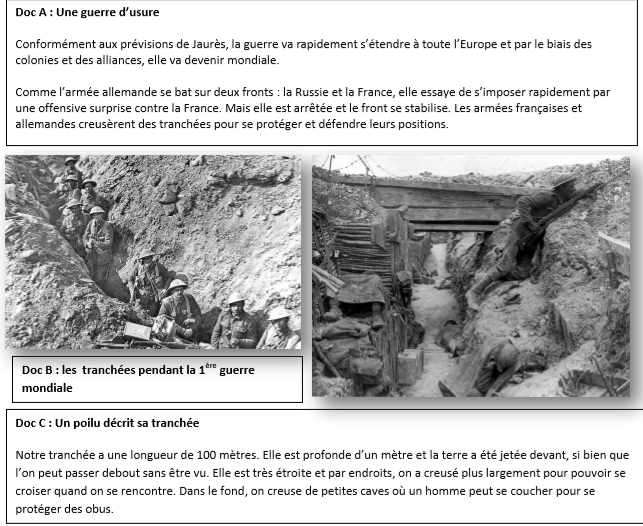 Doc A : Une guerre d’usure
Conformément aux prévisions de Jaurès, la guerre va rapidement s’étendre à toute l’Europe et par le biais des
colonies et des alliances, elle va devenir mondiale.
Comme l’armée allemande se bat sur deux fronts : la Russie et la France, elle essaye de s’imposer rapidement par
une offensive surprise contre la France. Mais elle est arrêtée et le front se stabilise. Les armées françaises et
allemandes creusèrent des tranchées pour se protéger et défendre leurs positions.
Doc B : les tranchées pendant la 1ère guerre
mondiale
Doc C : Un poilu décrit sa tranchée
Notre tranchée a une longueur de 100 mètres. Elle est profonde d’un mètre et la terre a été jetée devant, si bien que
l’on peut passer debout sans être vu. Elle est très étroite et par endroits, on a creusé plus largement pour pouvoir se
croiser quand on se rencontre. Dans le fond, on creuse de petites caves où un homme peut se coucher pour se
protéger des obus.